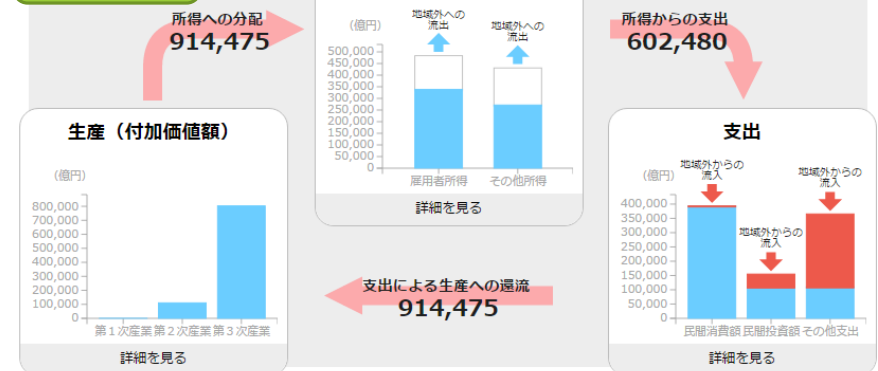 所得への分配
914,475
（億円）
地域外への
流出
地域外への
流出
500,000
450,000
400,000
350,000
300,000
250,000
200,000
150,000
100,000
50,000
0
雇用者所得
その他所得
詳細を見る
所得からの支出
602,480
生産（付加価値額）
（億円）
800,000
700,000
600,000
500,000
400,000
300,000
200,000
100,000
0
第１次産業
第２次産業
第３次産業
詳細を見る
支出による生産への還流
914,475
支出
（億円）
地域外からの
流入
地域外からの
流入
地域外からの
流入
400,000
350,000
300,000
250,000
200,000
150,000
100,000
50,000
0
民間消費額
民間投資額
その他支出
詳細を見る